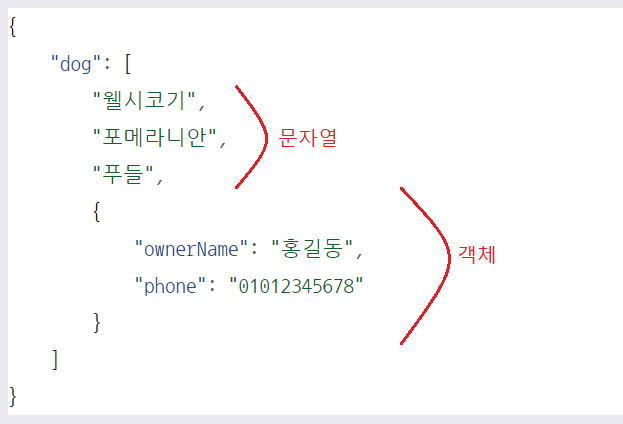 {
"dog": [
"웰시코기",
"포메라니안",
"푸들",
문자열
{
"ownerName": "홍길동",
"phone": "01012345678"
객체
}
]
}